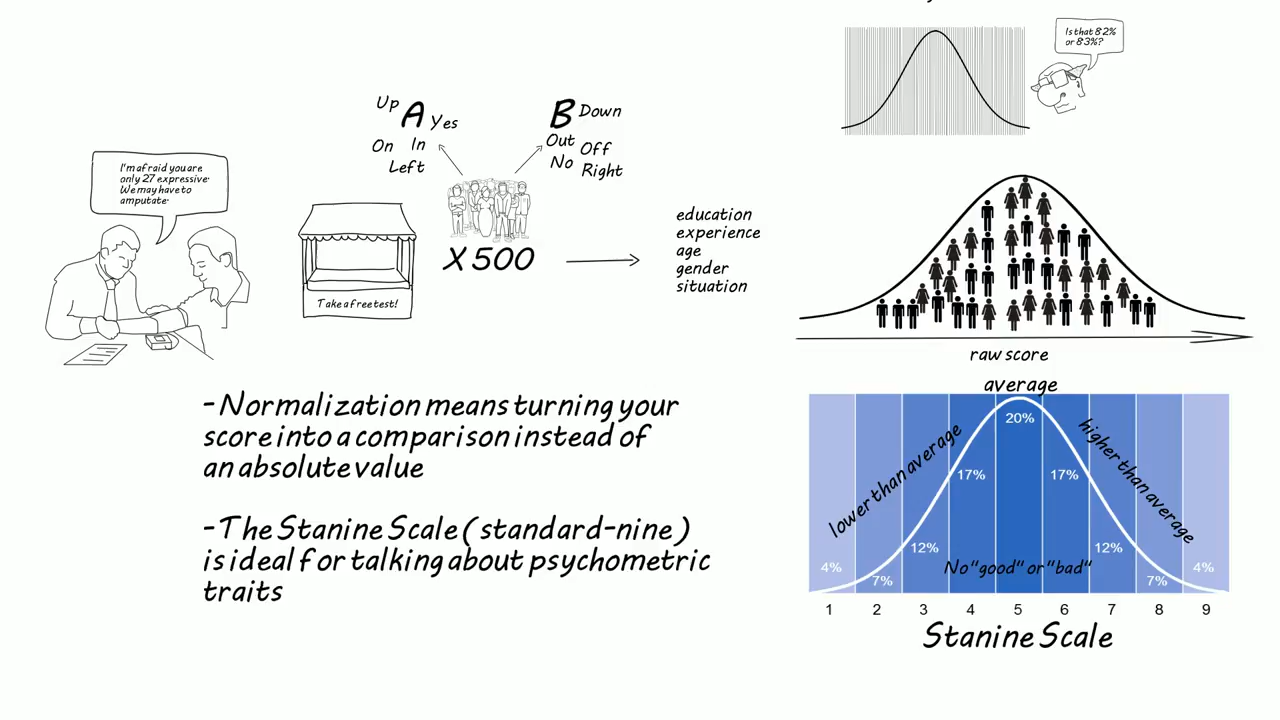 Is that 82%
or 83%?
Up
A
Yes
On
In
Left
B
Down
Out
Off
No
Right
I'm afraid you are
only 27 expressive.
We may have to
amputate.
X500
Take a free test!
education
experience
age
gender
situation
raw score
- Normalization means turning your
score into a comparison instead of
an absolute value
- The Stanine Scale (standard-nine)
is ideal for talking about psychometric
traits
average
lower than average
higher than average
20%
17%
17%
12%
12%
No "good" or "bad"
4%
7%
7%
4%
1 2 3 4 5 6 7 8 9
Stanine Scale